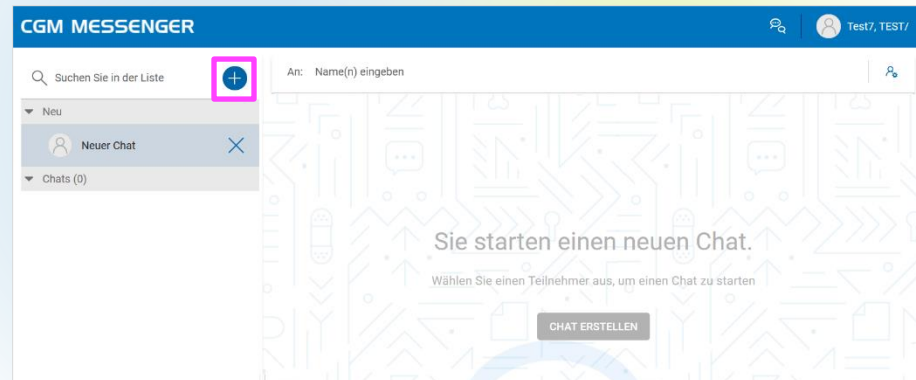 CGM MESSENGER
Test7, TEST/
Suchen Sie in der Liste
An: Name(n) eingeben
Neu
Neuer Chat
Chats (0)
Sie starten einen neuen Chat.
Wählen Sie einen Teilnehmer aus, um einen Chat zu starten
CHAT ERSTELLEN